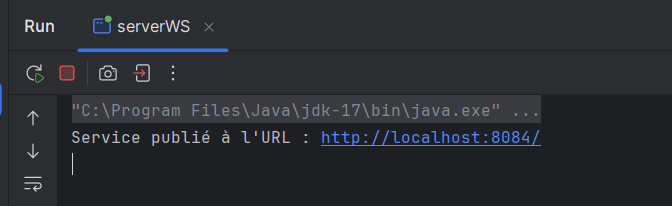 Run
serverWS
"C:\Program Files\Java\jdk-17\bin\java.exe" ...
Service publié à l'URL : http://localhost:8084/